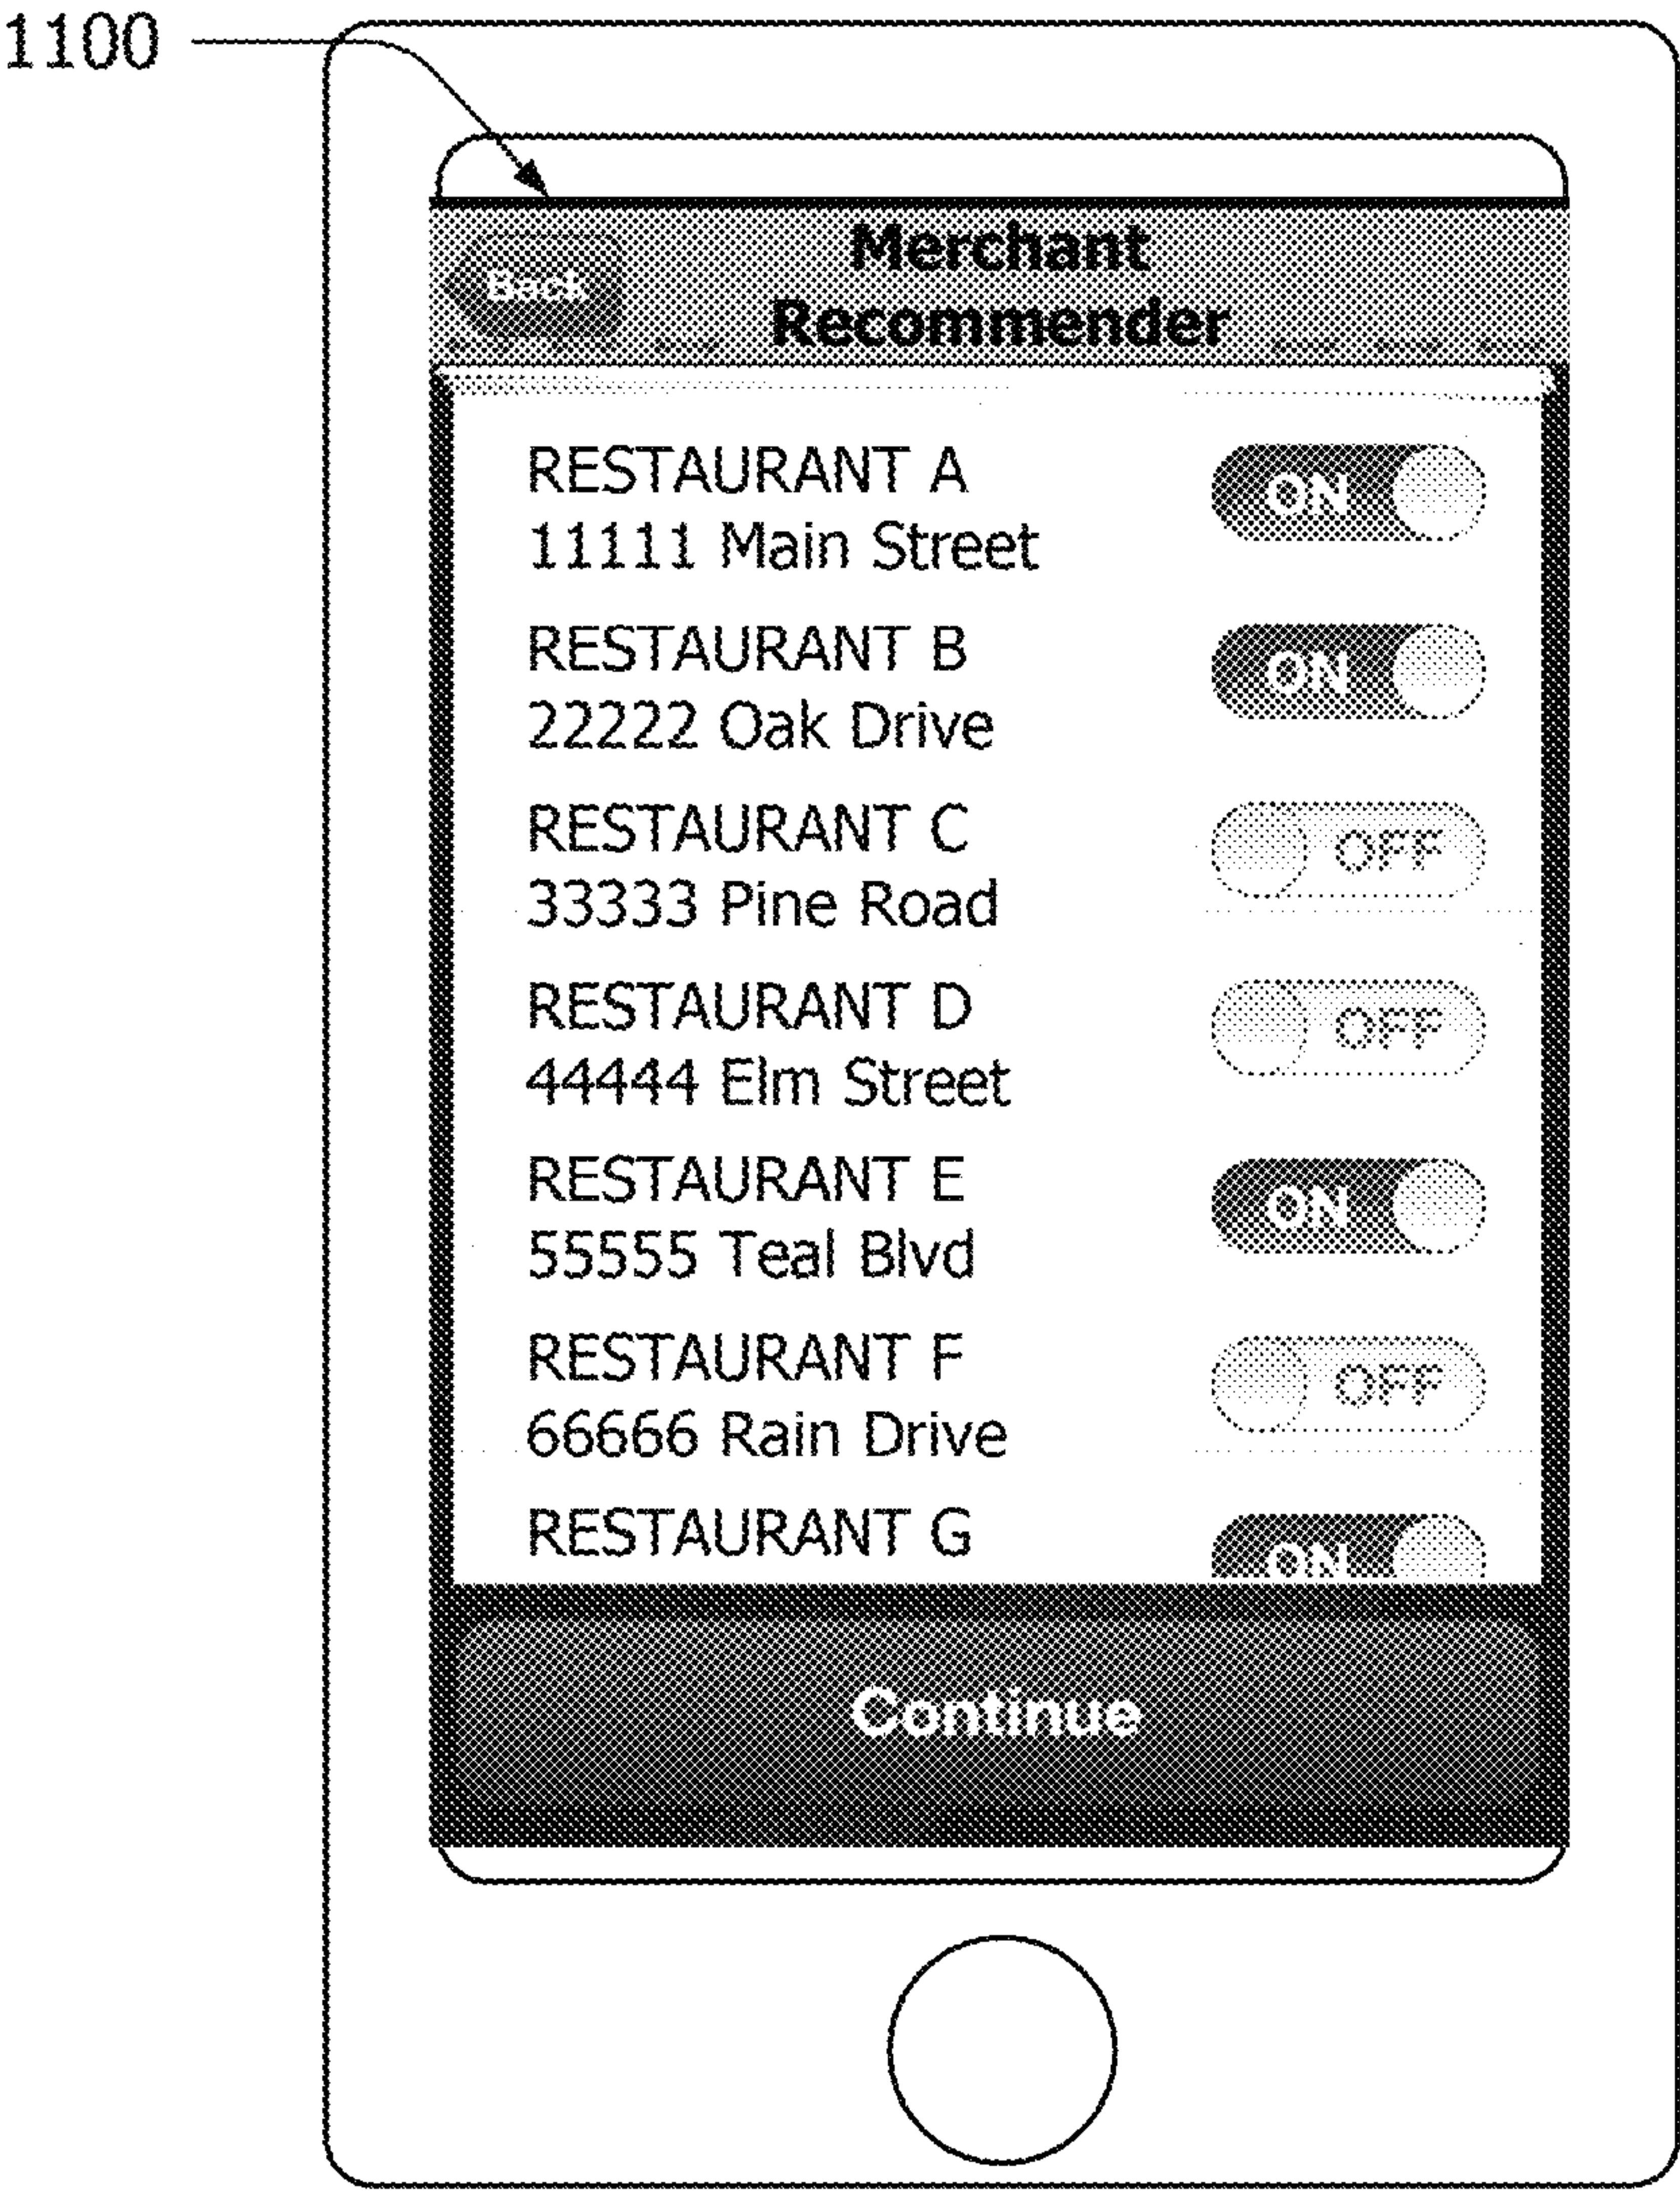 1100
Merchant
Back
Recommender
RESTAURANT A
ON
11111 Main Street
RESTAURANT B
ON
22222 Oak Drive
RESTAURANT C
OFF
33333 Pine Road
RESTAURANT D
OFF
44444 Elm Street
RESTAURANT E
ON
55555 Teal Blvd
RESTAURANT F
OFF
66666 Rain Drive
RESTAURANT G
ON
Continue